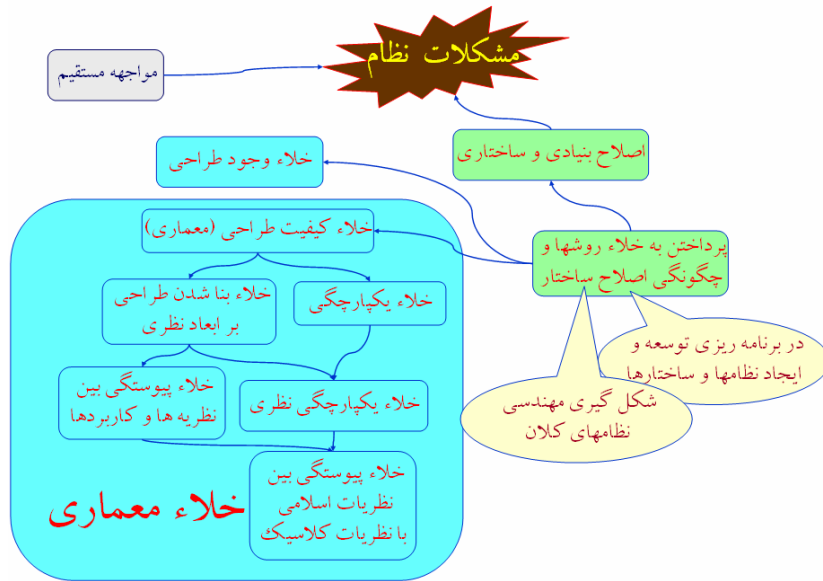 مشکلات نظام
مواجهه مستقیم
اصلاح بنیادی و ساختاری
خلاء وجود طراحی
خلاء کیفیت طراحی (معماری)
پرداختن به خلاء روشها و
چگونگی اصلاح ساختار
خلاء بنا شدن طراحی
بر ابعاد نظری
خلاء یکپارچگی
در برنامه ریزی توسعه و
ایجاد نظامها و ساختارها
خلاء پیوستگی بین
نظریه ها و کاربردها
خلاء یکپارچگی نظری
شکل گیری مهندسی
نظامهای کلان
خلاء پیوستگی بین
نظریات اسلامی
با نظریات کلاسیک
خلاء معماری